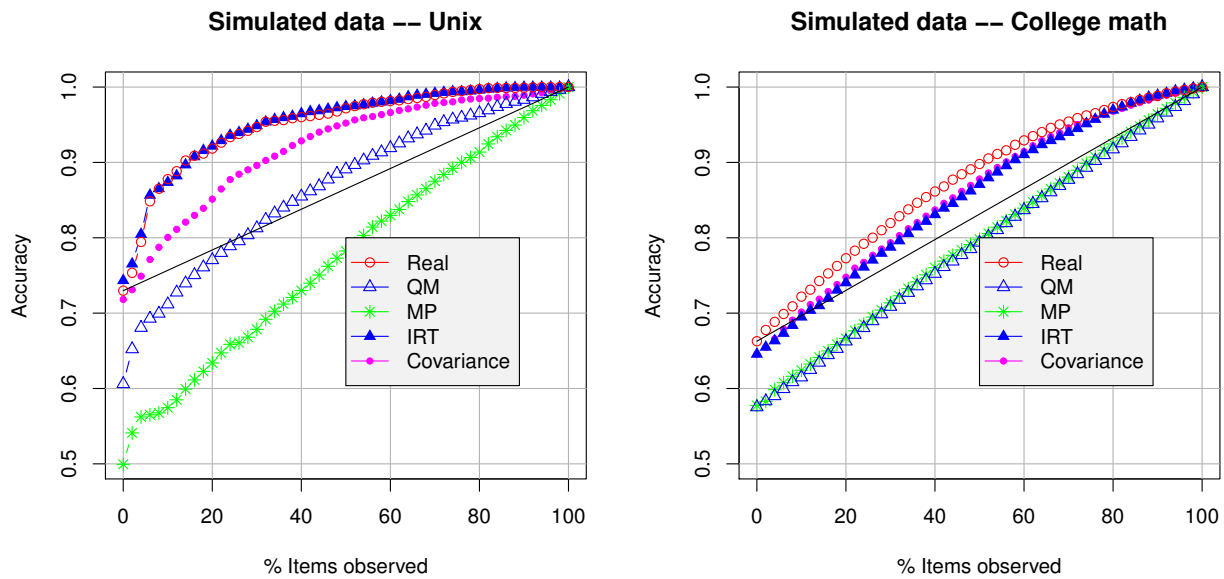 Simulated data −− Unix
Accuracy
1.0
0.9
0.8
0.7
0.6
0.5
Real
QM
MP
IRT
Covariance
0 20 40 60 80 100
% Items observed
Simulated data −− College math
Accuracy
1.0
0.9
0.8
0.7
0.6
0.5
Real
QM
MP
IRT
Covariance
0 20 40 60 80 100
% Items observed